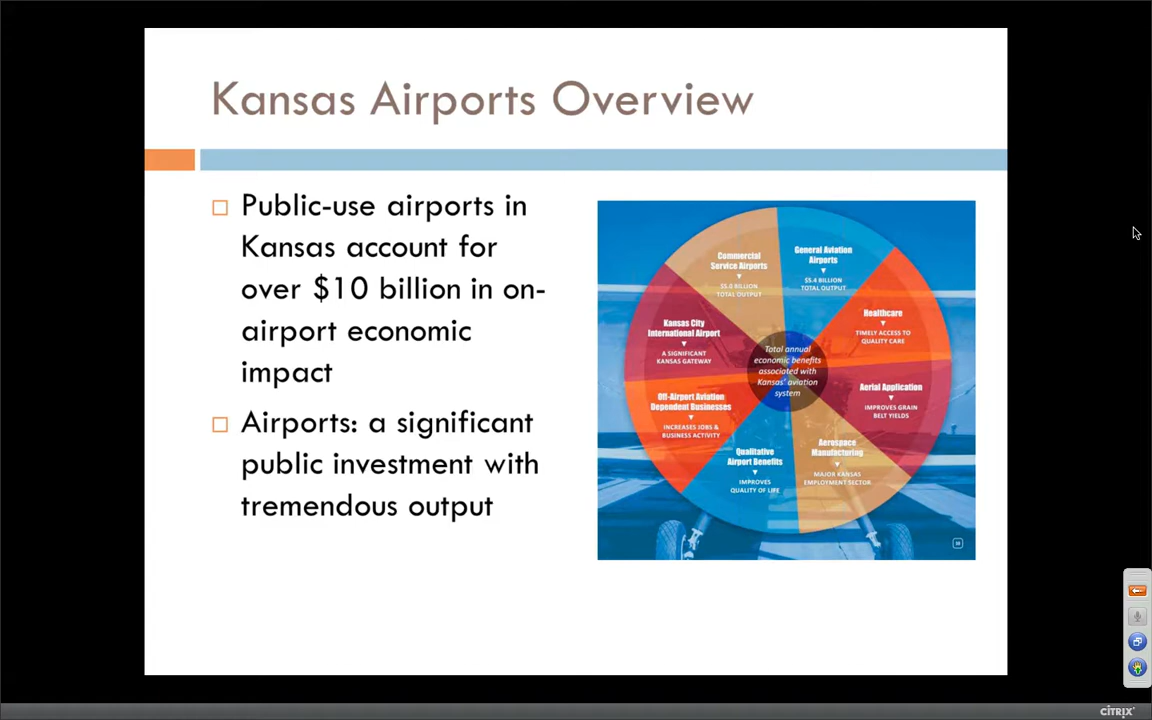 Kansas Airports Overview
Public-use airports in
Kansas account for
over $10 billion in on-
airport economic
impact
Airports: a significant
public investment with
tremendous output
Commercial
Service Airports
$5.0 BILLION
TOTAL OUTPUT
General Aviation
Airports
$5.4 BILLION
TOTAL OUTPUT
Healthcare
TIMELY ACCESS TO
QUALITY CARE
Kansas City
International Airport
A SIGNIFICANT
KANSAS GATEWAY
Total annual
economic benefits
associated with
Kansas' aviation
system
Aerial Application
IMPROVES GRAIN
BELT YIELDS
Off-Airport Aviation
Dependent Businesses
INCREASES JOBS &
BUSINESS ACTIVITY
Aerospace
Manufacturing
MAJOR KANSAS
EMPLOYMENT SECTOR
Qualitative
Airport Benefits
IMPROVES
QUALITY OF LIFE
CITRIX